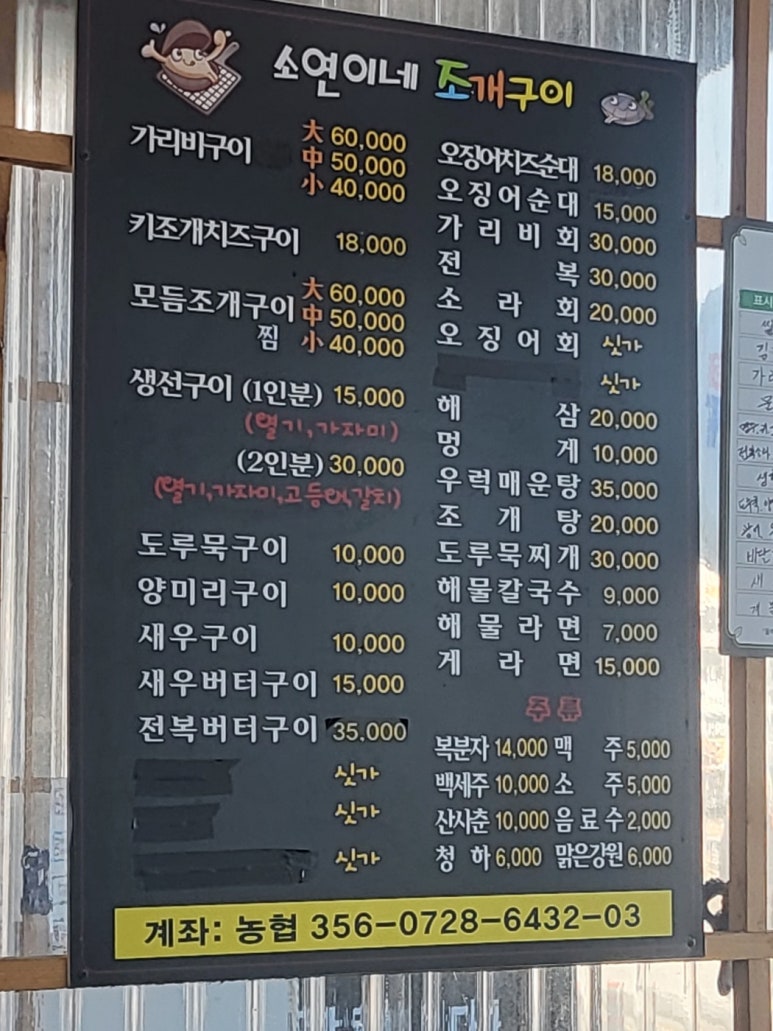 소연이네 조개구이
가리비구이 大 60,000
中 50,000
小 40,000
키조개치즈구이 18,000
모듬조개구이 大 60,000
中 50,000
찜 小 40,000
생선구이 (1인분) 15,000
(열기,가자미)
(2인분) 30,000
(열기,가자미,고등어,갈치)
도루묵구이 10,000
양미리구이 10,000
새우구이 10,000
새우버터구이 15,000
전복버터구이 35,000
싯가
싯가
싯가
오징어치즈순대 18,000
오징어순대 15,000
가리비회 30,000
전복 30,000
소라회 20,000
오징어회 싯가
싯가
해삼 20,000
멍게 10,000
우럭매운탕 35,000
조개탕 20,000
도루묵찌개 30,000
해물칼국수 9,000
해물라면 7,000
게라면 15,000
주류
복분자 14,000 맥주 5,000
백세주 10,000 소주 5,000
산사춘 10,000 음료수 2,000
청하 6,000 맑은강원 6,000
계좌: 농협 356-0728-6432-03
표시